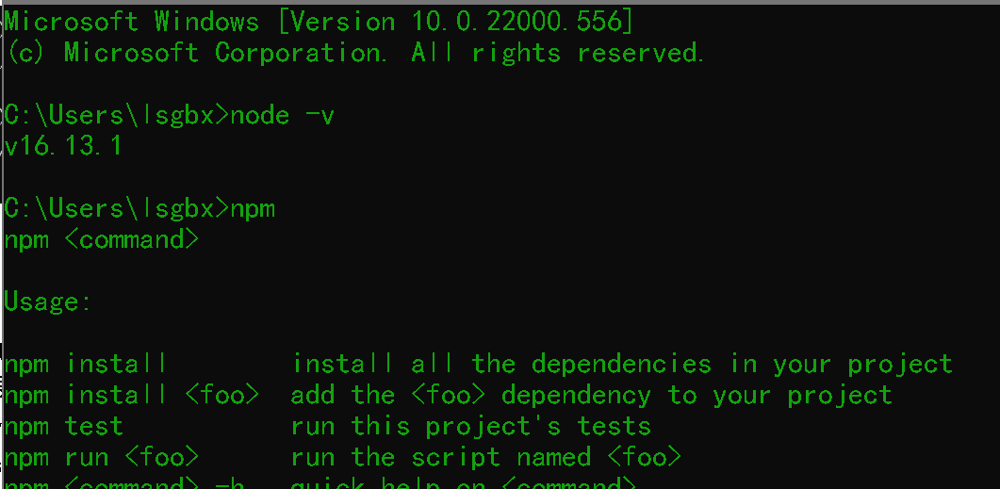 Microsoft Windows [Version 10.0.22000.556]
(c) Microsoft Corporation. All rights reserved.
C:\Users\lsgbx>node -v
v16.13.1
C:\Users\lsgbx>npm
npm <command>
Usage:
npm install        install all the dependencies in your project
npm install <foo>  add the <foo> dependency to your project
npm test           run this project's tests
npm run <foo>      run the script named <foo>
npm <command> -h   quick help on <command>